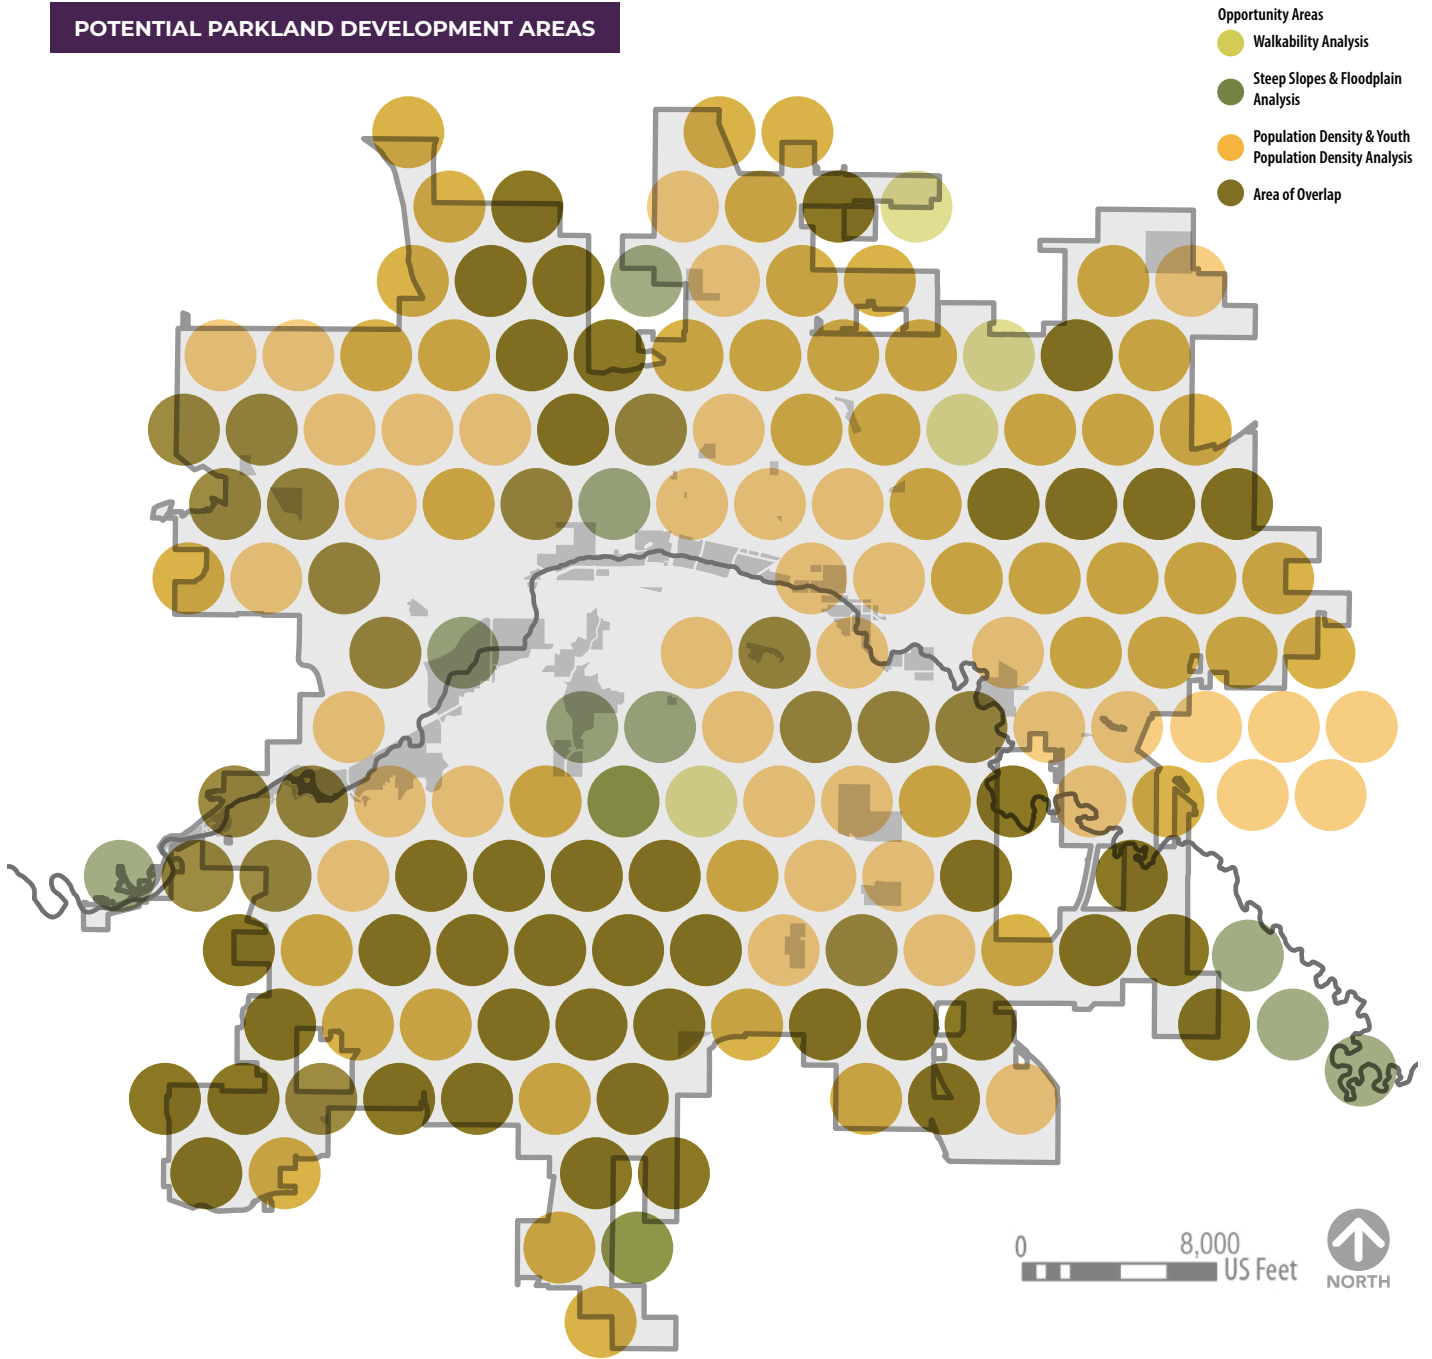 POTENTIAL PARKLAND DEVELOPMENT AREAS
Opportunity Areas
Walkability Analysis
Steep Slopes & Floodplain
Analysis
Population Density & Youth
Population Density Analysis
Area of Overlap
0
8,000
US Feet
NORTH